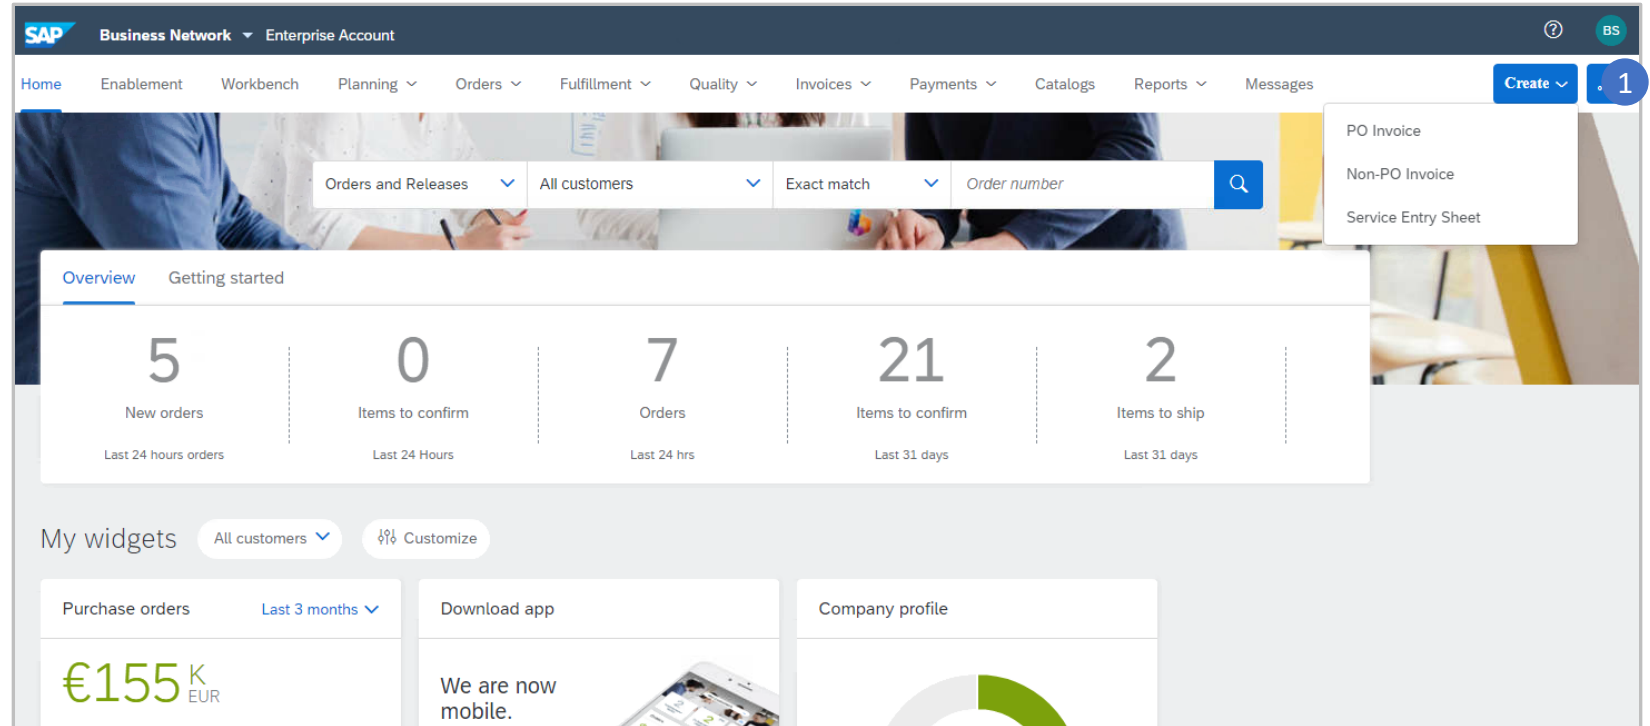 SAP Business Network Enterprise Account BS
Home Enablement Workbench Planning Orders Fulfillment Quality Invoices Payments Catalogs Reports Messages Create 1
PO Invoice
Non-PO Invoice
Service Entry Sheet
Orders and Releases All customers Exact match Order number
Overview Getting started
5 0 7 21 2
New orders Items to confirm Orders Items to confirm Items to ship
Last 24 hours orders Last 24 Hours Last 24 hrs Last 31 days Last 31 days
My widgets All customers Customize
Purchase orders Last 3 months Download app Company profile
€155 K EUR
We are now
mobile.